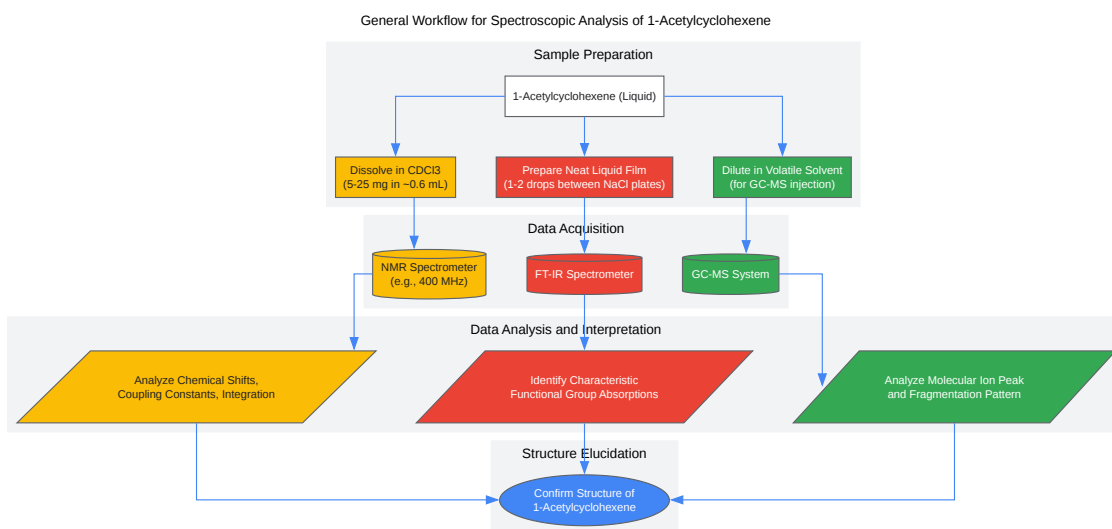 General Workflow for Spectroscopic Analysis of 1-Acetylcyclohexene
Sample Preparation
1-Acetylcyclohexene (Liquid)
Dissolve in CDCl3
(5-25 mg in ~0.6 mL)
Prepare Neat Liquid Film
(1-2 drops between NaCl plates)
Dilute in Volatile Solvent
(for GC-MS injection)
Data Acquisition
NMR Spectrometer
(e.g., 400 MHz)
FT-IR Spectrometer
GC-MS System
Data Analysis and Interpretation
Analyze Chemical Shifts,
Coupling Constants, Integration
Identify Characteristic
Functional Group Absorptions
Analyze Molecular Ion Peak
and Fragmentation Pattern
Structure Elucidation
Confirm Structure of
1-Acetylcyclohexene